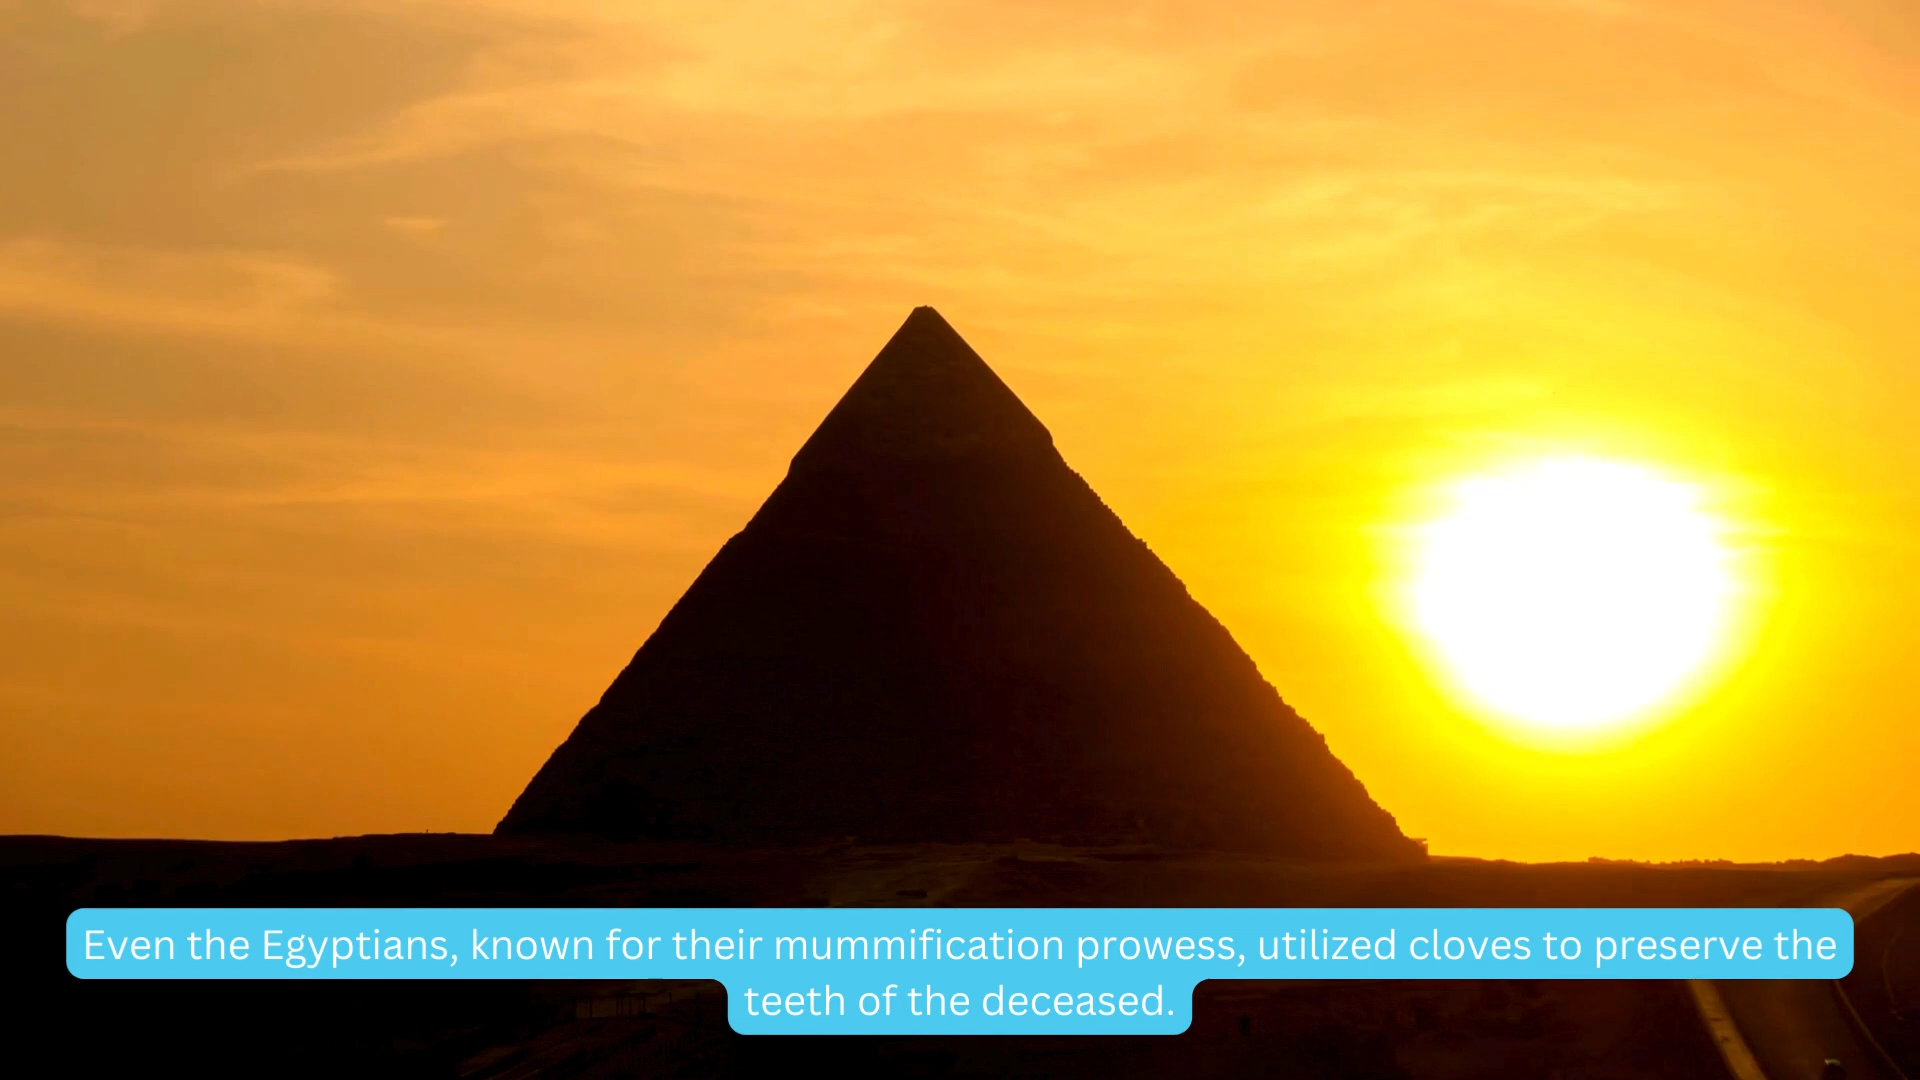 Even the Egyptians, known for their mummification prowess, utilized cloves to preserve the
teeth of the deceased.